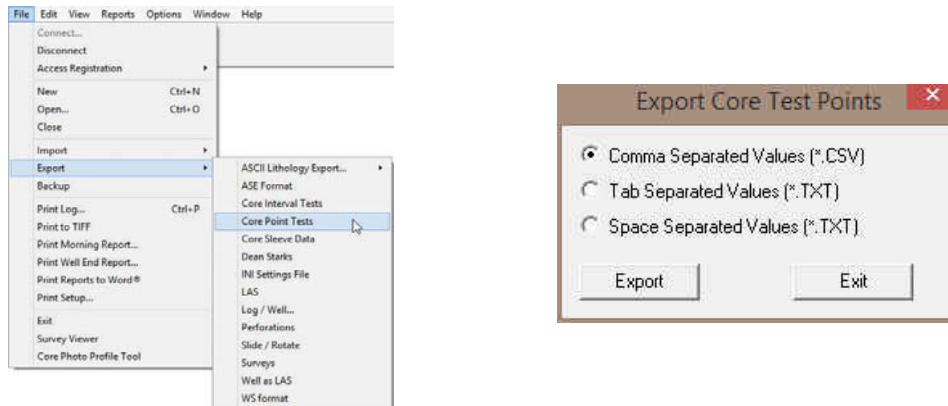 File Edit View Reports Options Window Help
Connect...
Disconnect
Access Registration
New Ctrl+N
Open... Ctrl+O
Close
Import
Export
Backup
Print Log... Ctrl+P
Print to TIFF
Print Morning Report...
Print Well End Report...
Print Reports to Word®
Print Setup...
Exit
Survey Viewer
Core Photo Profile Tool
ASCII Lithology Export...
ASE Format
Core Interval Tests
Core Point Tests
Core Sleeve Data
Dean Starks
INI Settings File
LAS
Log / Well...
Perforations
Slide / Rotate
Surveys
Well as LAS
WS format
Export Core Test Points
Comma Separated Values (*.CSV)
Tab Separated Values (*.TXT)
Space Separated Values (*.TXT)
Export Exit